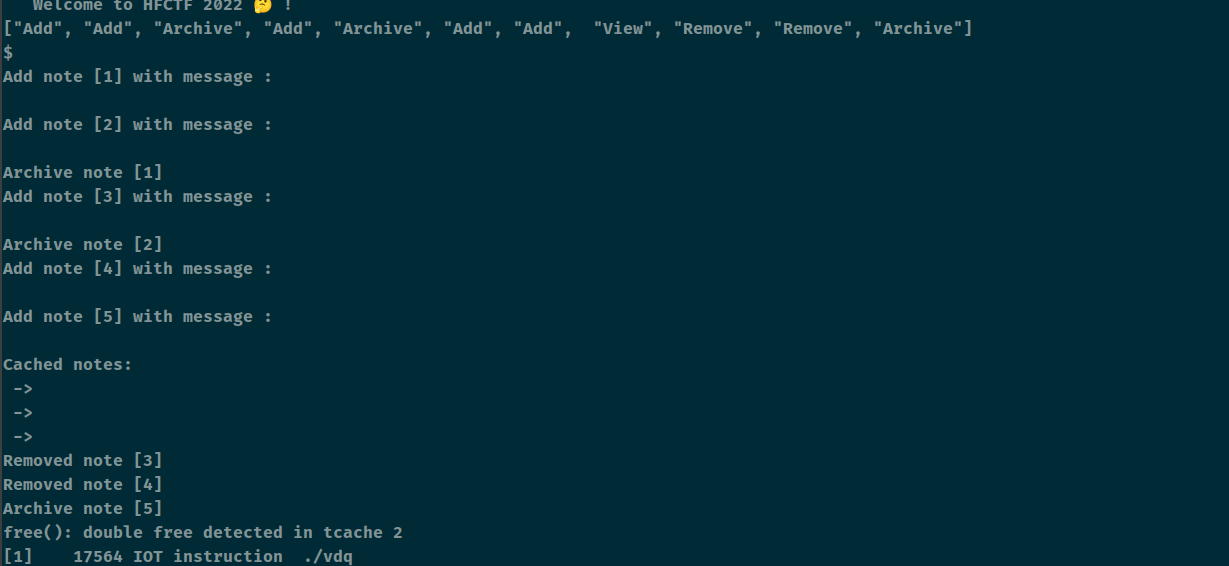 Welcome to HFCTF 2022 🤔 !
["Add", "Add", "Archive", "Add", "Archive", "Add", "Add",  "View", "Remove", "Remove", "Archive"]
$
Add note [1] with message :
Add note [2] with message :
Archive note [1]
Add note [3] with message :
Archive note [2]
Add note [4] with message :
Add note [5] with message :
Cached notes:
 ->
 ->
 ->
Removed note [3]
Removed note [4]
Archive note [5]
free(): double free detected in tcache 2
[1]    17564 IOT instruction  ./vdq